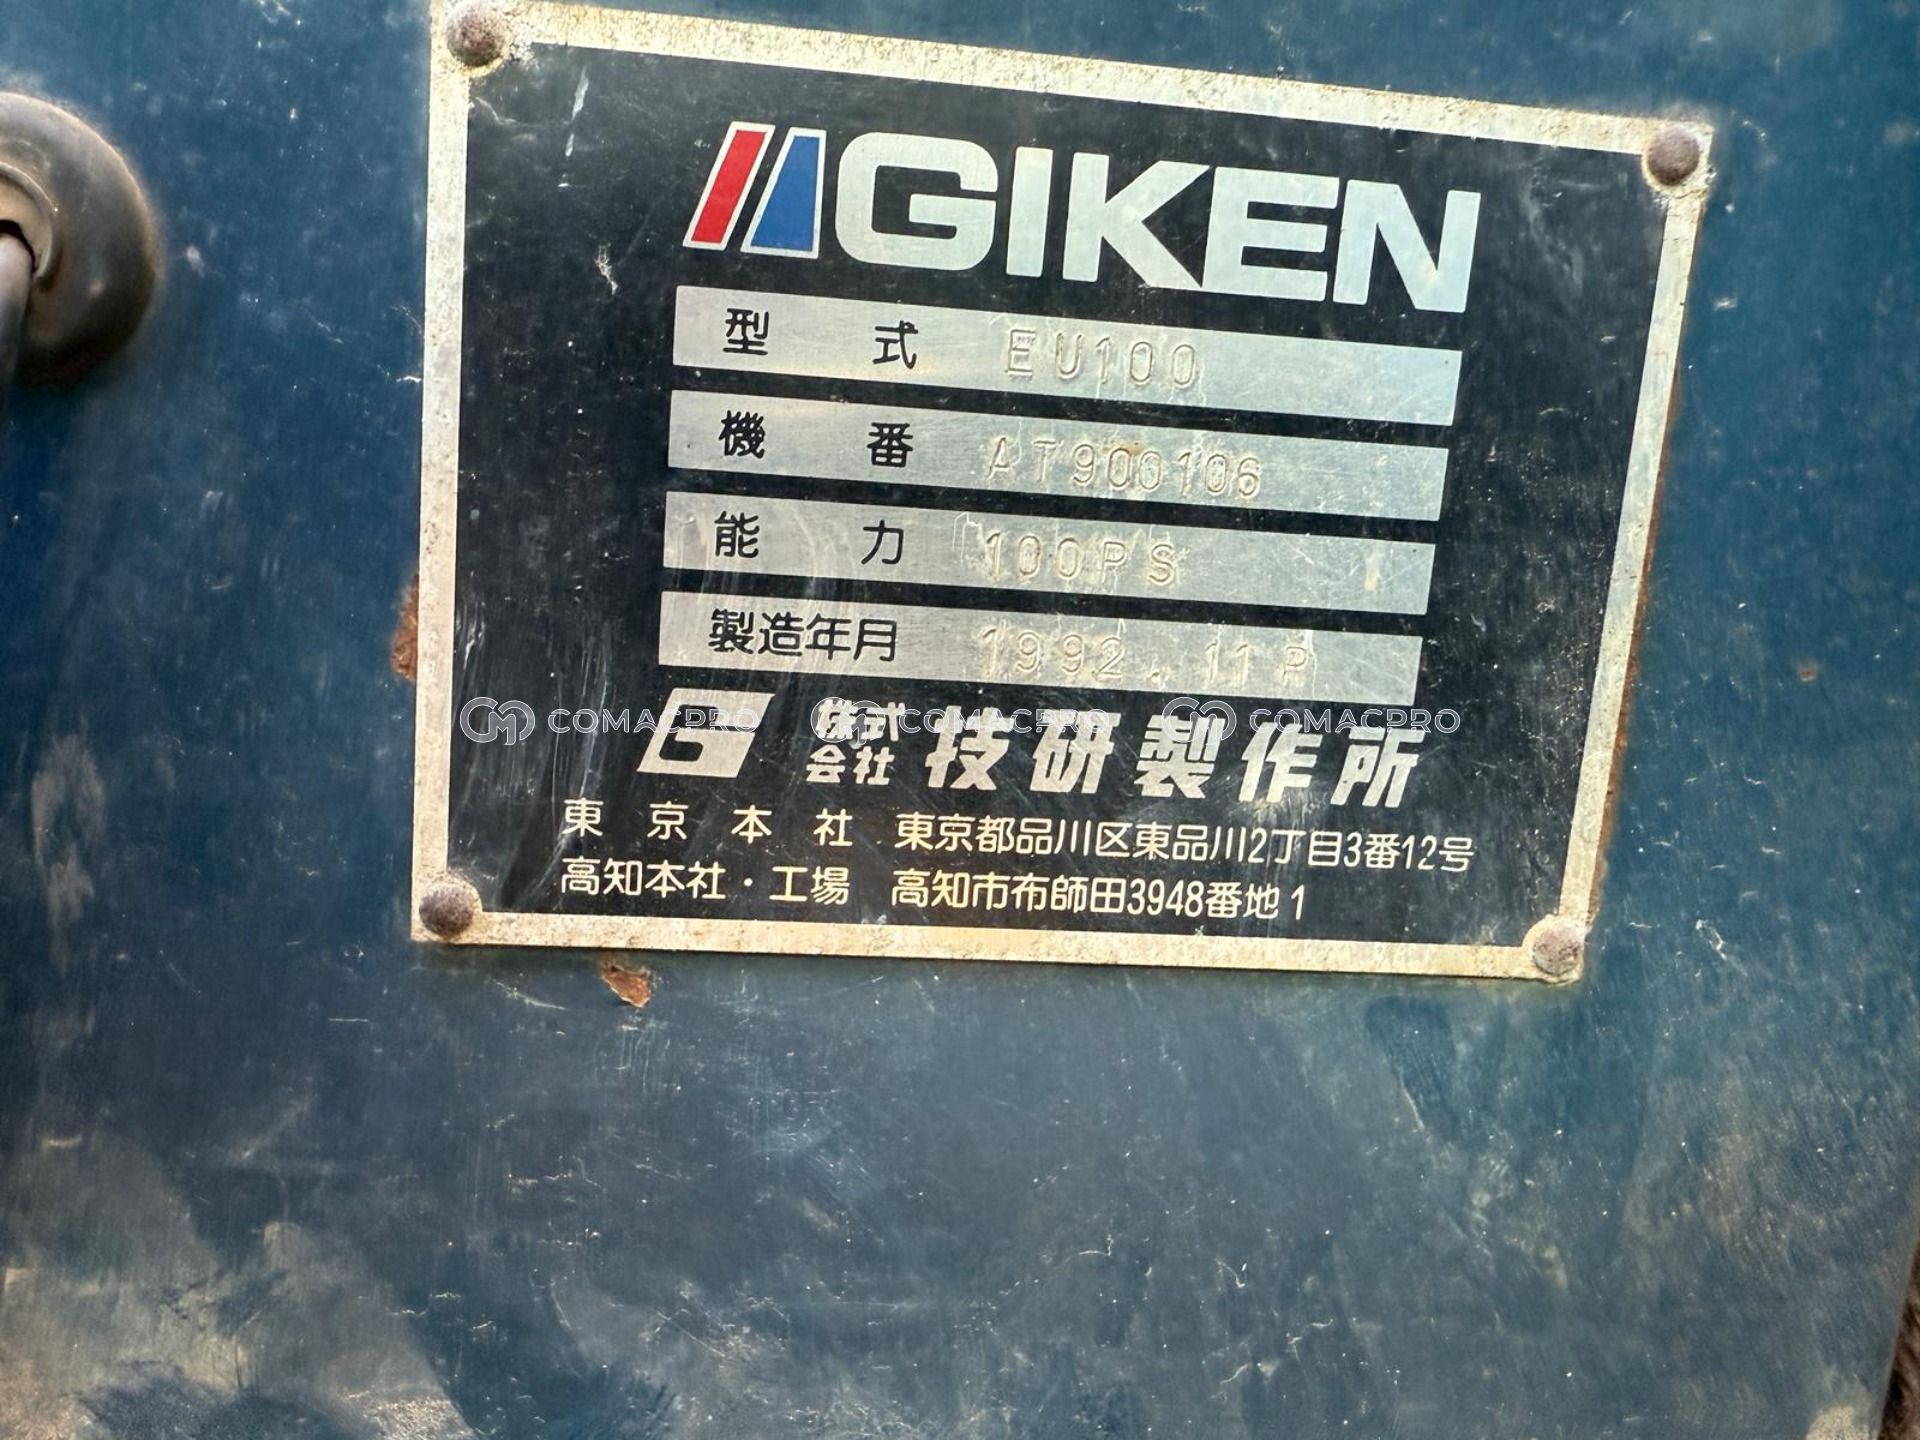 GIKEN
型式 EU100
機番 AT900106
能力 100PS
製造年月 1992.11 P
COMACPRO COMACPRO COMACPRO
株式会社 技研製作所
東京本社 東京都品川区東品川2丁目3番12号
高知本社・工場 高知市布師田3948番地1